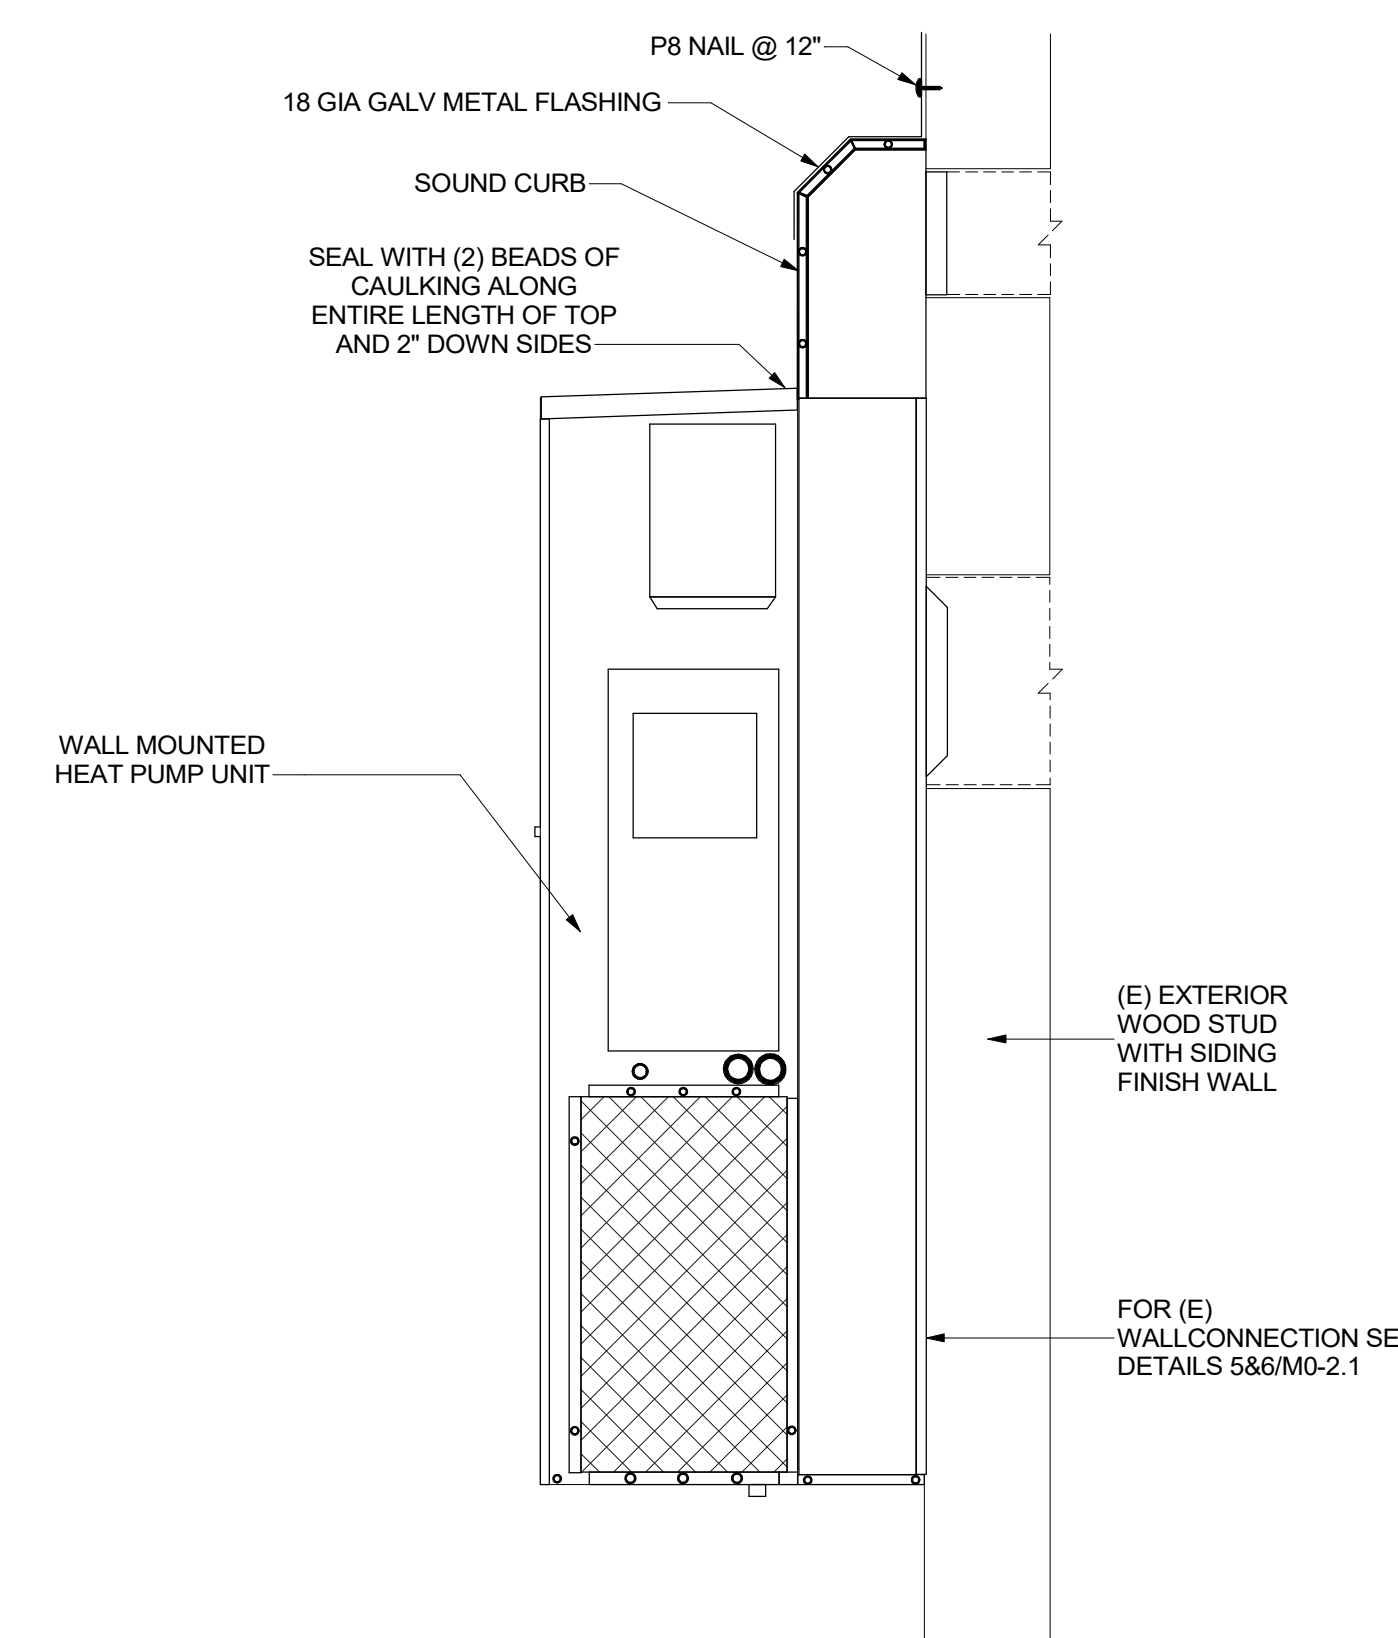 P8 NAIL @ 12"
18 GIA GALV METAL FLASHING
SOUND CURB
SEAL WITH (2) BEADS OF
CAULKING ALONG
ENTIRE LENGTH OF TOP
AND 2" DOWN SIDES
WALL MOUNTED
HEAT PUMP UNIT
(E) EXTERIOR
WOOD STUD
WITH SIDING
FINISH WALL
FOR (E)
WALLCONNECTION SE
DETAILS 5&6/M0-2.1